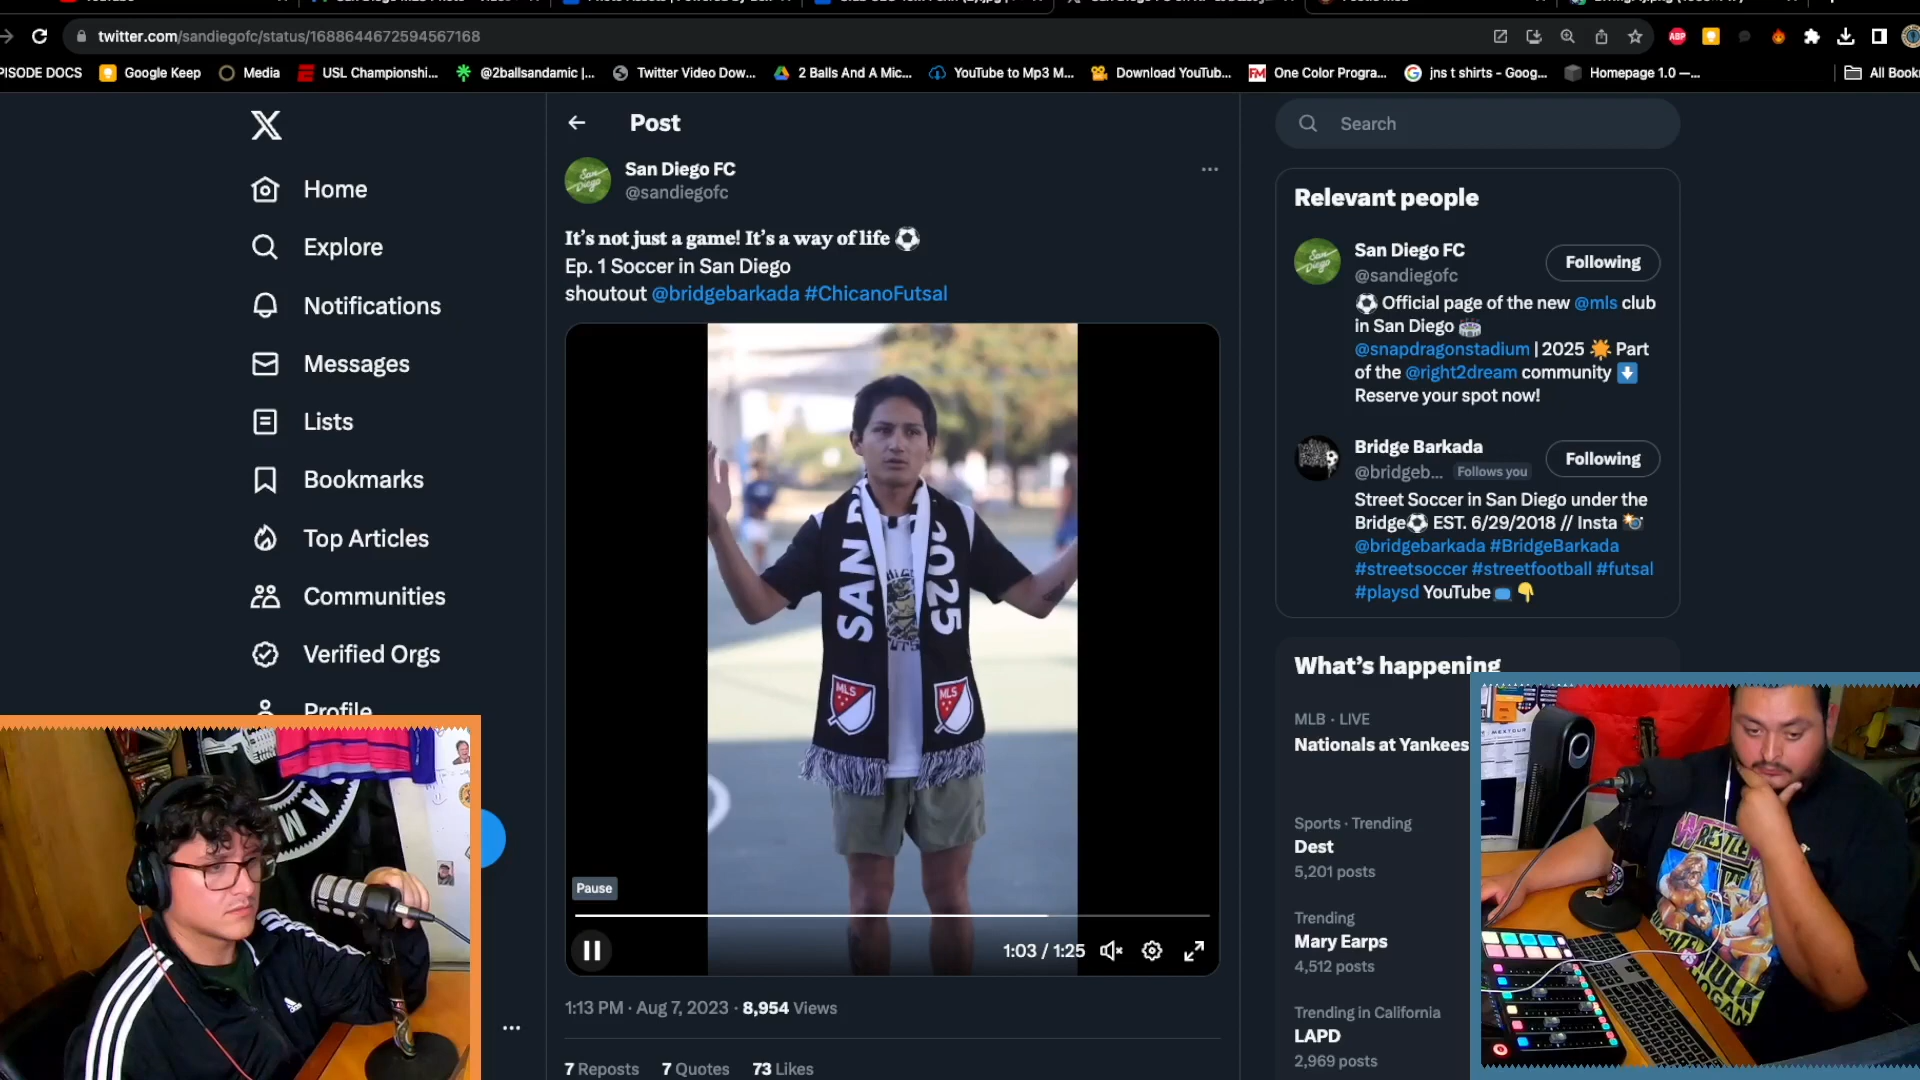 twitter.com/sandiegofc/status/1688644672594567168
PISODE DOCS
Google Keep
Media
USL Championshi...
@2ballsandamic |...
Twitter Video Dow...
2 Balls And A Mic...
YouTube to Mp3 M...
Download YouTub...
One Color Progra...
jns t shirts - Goog...
Homepage 1.0 —...
All Book
Home
Explore
Notifications
Messages
Lists
Bookmarks
Top Articles
Communities
Verified Orgs
Profile
Post
San Diego FC
@sandiegofc
It's not just a game! It's a way of life
Ep. 1 Soccer in San Diego
shoutout @bridgebarkada #ChicanoFutsal
SAN D
2025
MLS
MLS
Pause
1:03 / 1:25
1:13 PM · Aug 7, 2023 · 8,954 Views
7 Reposts 7 Quotes 73 Likes
Search
Relevant people
San Diego FC
@sandiegofc
Following
Official page of the new @mls club
in San Diego
@snapdragonstadium | 2025 Part
of the @right2dream community
Reserve your spot now!
Bridge Barkada
@bridgeb... Follows you
Following
Street Soccer in San Diego under the
Bridge EST. 6/29/2018 // Insta
@bridgebarkada #BridgeBarkada
#streetsoccer #streetfootball #futsal
#playsd YouTube
What's happening
MLB · LIVE
Nationals at Yankees
Sports · Trending
Dest
5,201 posts
Trending
Mary Earps
4,512 posts
Trending in California
LAPD
2,969 posts